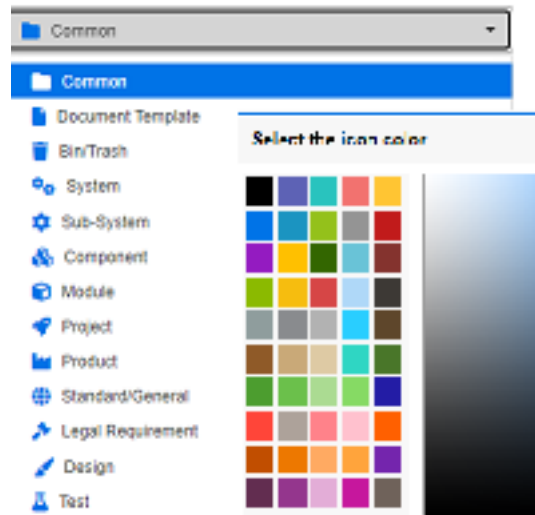 Common
Common
Document Template
Bin/Trash
Select the icon color
System
Sub-System
Component
Module
Project
Product
Standard/General
Legal Requirement
Design
Test